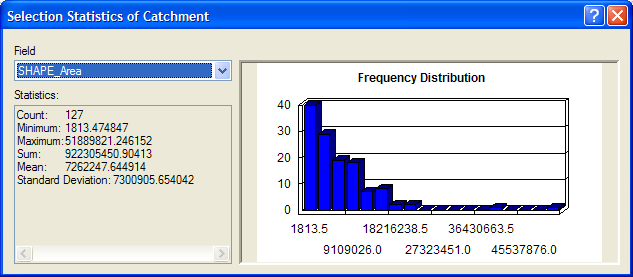 Selection Statistics of Catchment
Field
SHAPE_Area
Statistics:
Count: 127
Minimum: 1813.474847
Maximum: 51889821.246152
Sum: 922305450.90413
Mean: 7262247.644914
Standard Deviation: 7300905.654042
Frequency Distribution
40
30
20
10
0
1813.5 18216238.5 36430663.5
9109026.0 27323451.0 45537876.0